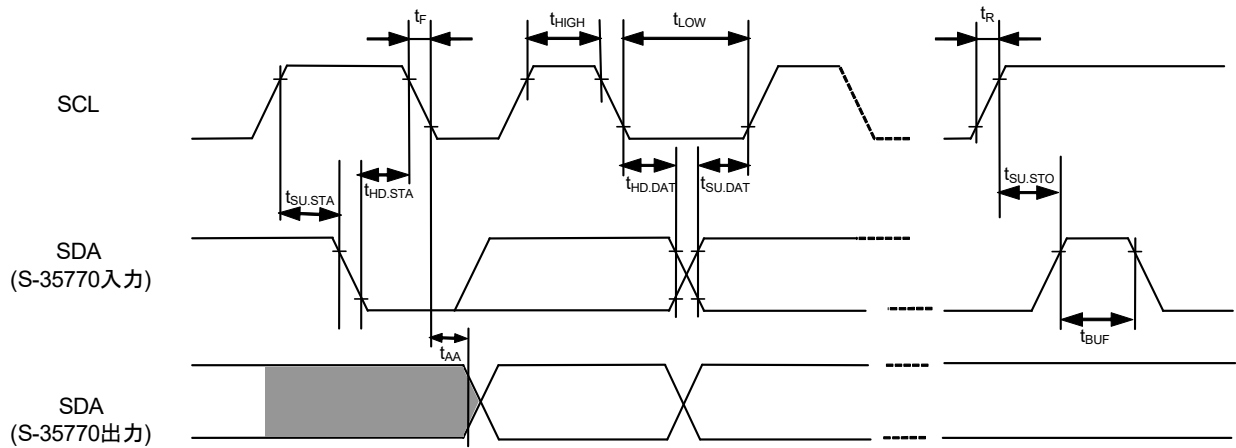 tF
tHIGH
tLOW
tR
SCL
tSU.STA
tHD.STA
tHD.DAT
tSU.DAT
tSU.STO
SDA
(S-35770入力)
tAA
tBUF
SDA
(S-35770出力)